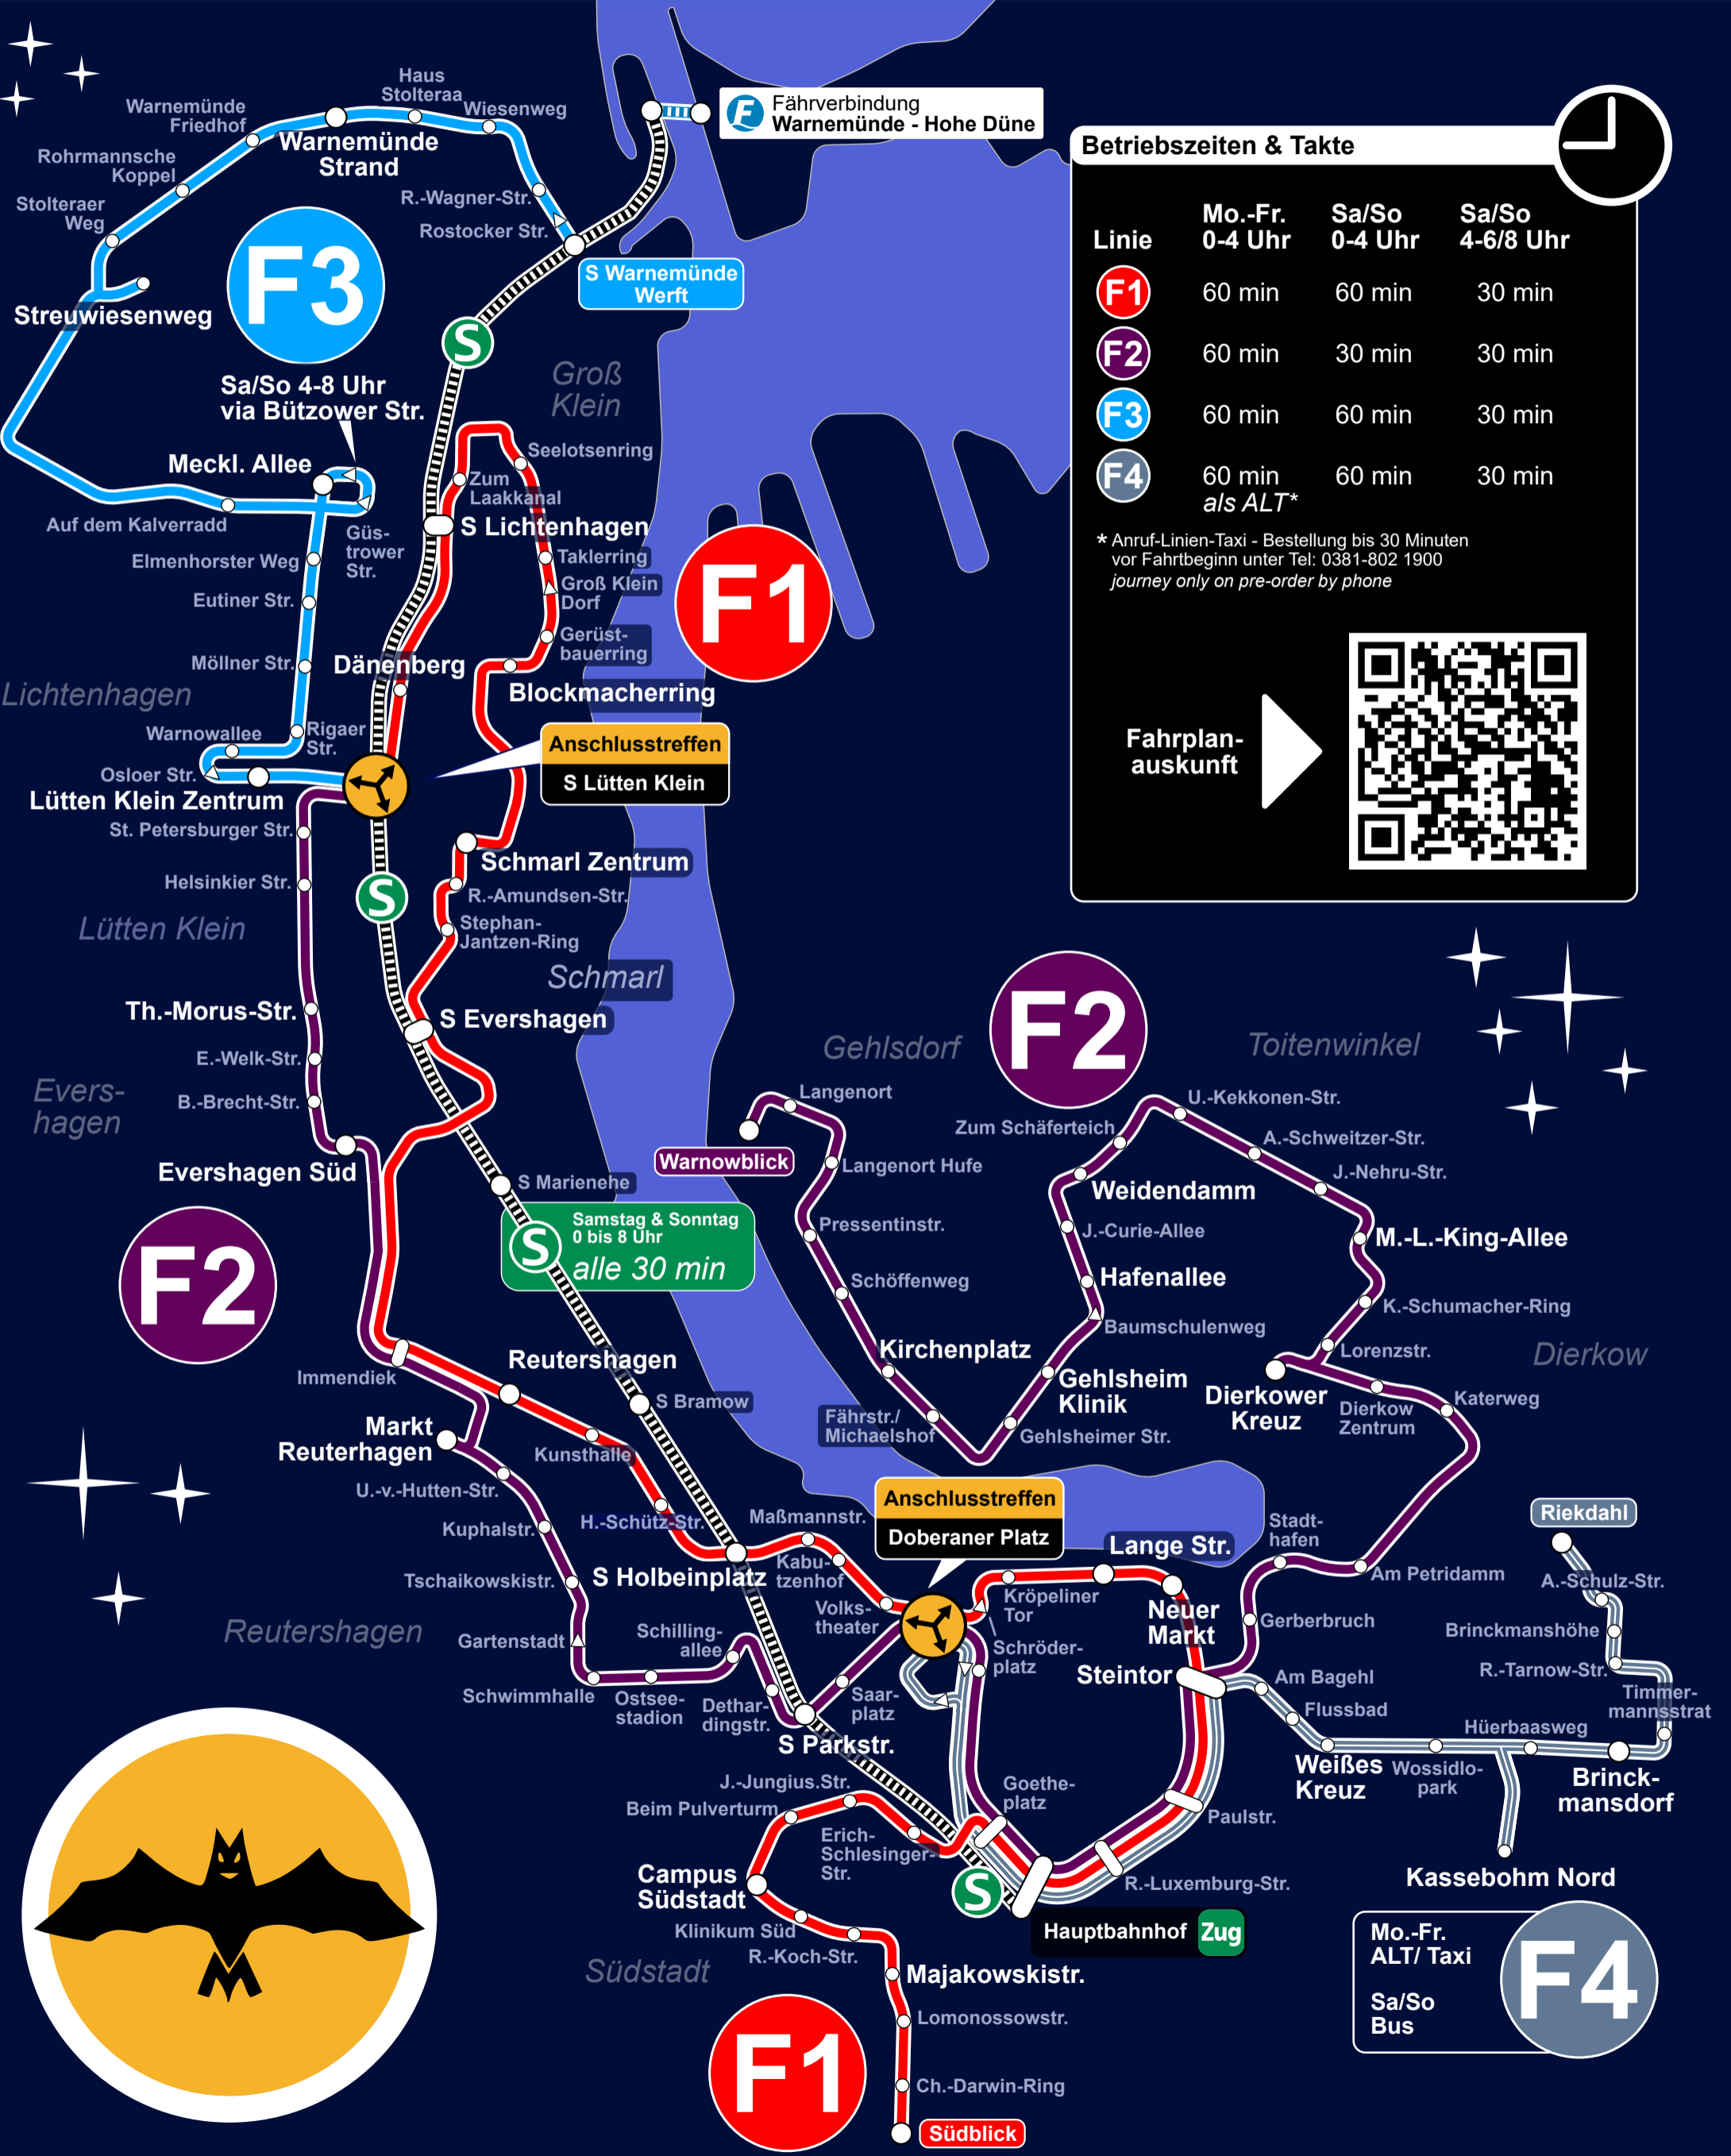 Fährverbindung
Warnemünde - Hohe Düne
Betriebszeiten & Takte
Linie
Mo.-Fr.
0-4 Uhr
Sa/So
0-4 Uhr
Sa/So
4-6/8 Uhr
F1 60 min 60 min 30 min
F2 60 min 30 min 30 min
F3 60 min 60 min 30 min
F4 60 min 60 min 30 min
als ALT*
* Anruf-Linien-Taxi - Bestellung bis 30 Minuten
vor Fahrtbeginn unter Tel: 0381-802 1900
journey only on pre-order by phone
Fahrplan-
auskunft
Haus
Stolteraa
Wiesenweg
Warnemünde
Friedhof
Warnemünde
Strand
Rohrmannsche
Koppel
Stolteraer
Weg
R.-Wagner-Str.
Rostocker Str.
S Warnemünde
Werft
Streuwiesenweg
F3
Sa/So 4-8 Uhr
via Bützower Str.
S
Groß
Klein
Meckl. Allee
Auf dem Kalverradd
Güs-
trower
Str.
Elmenhorster Weg
Eutiner Str.
Möllner Str.
Lichtenhagen
Warnowallee
Rigaer
Str.
Osloer Str.
Lütten Klein Zentrum
Seelotsenring
Zum
Laakkanal
S Lichtenhagen
Taklerring
Groß Klein
Dorf
Gerüst-
bauerring
Dänenberg
Blockmacherring
F1
Anschlusstreffen
S Lütten Klein
St. Petersburger Str.
Helsinkier Str.
Lütten Klein
S
Schmarl Zentrum
R.-Amundsen-Str.
Stephan-
Jantzen-Ring
Schmarl
S Evershagen
Th.-Morus-Str.
E.-Welk-Str.
B.-Brecht-Str.
Evers-
hagen
Evershagen Süd
F2
S Marienehe
S
Samstag & Sonntag
0 bis 8 Uhr
alle 30 min
Immendiek
Reutershagen
S Bramow
Markt
Reuterhagen
Kunsthalle
U.-v.-Hutten-Str.
Kuphalstr.
H.-Schütz-Str.
Tschaikowskistr.
S Holbeinplatz
Reutershagen
Gartenstadt
Schwimmhalle
Ostsee-
stadion
Schilling-
allee
Dethar-
dingstr.
S Parkstr.
Saar-
platz
Maßmannstr.
Kabu-
tzenhof
Volks-
theater
F2
Gehlsdorf
Toitenwinkel
Langenort
Warnowblick
Langenort Hufe
Pressentinstr.
Schöffenweg
Kirchenplatz
Fährstr./
Michaelshof
Gehlsheimer Str.
Gehlsheim
Klinik
Baumschulenweg
Hafenallee
J.-Curie-Allee
Weidendamm
Zum Schäferteich
U.-Kekkonen-Str.
A.-Schweitzer-Str.
J.-Nehru-Str.
M.-L.-King-Allee
K.-Schumacher-Ring
Lorenzstr.
Dierkow
Dierkower
Kreuz
Dierkow
Zentrum
Katerweg
Anschlusstreffen
Doberaner Platz
Lange Str.
Kröpeliner
Tor
Schröder-
platz
Neuer
Markt
Steintor
Stadt-
hafen
Am Petridamm
Gerberbruch
Riekdahl
A.-Schulz-Str.
Brinckmanshöhe
R.-Tarnow-Str.
Timmer-
mannsstrat
Am Bagehl
Flussbad
Weißes
Kreuz
Wossidlo-
park
Hüerbaasweg
Brinck-
mansdorf
Kassebohm Nord
Goethe-
platz
Paulstr.
R.-Luxemburg-Str.
Hauptbahnhof Zug
S
J.-Jungius.Str.
Beim Pulverturm
Erich-
Schlesinger-
Str.
Campus
Südstadt
Klinikum Süd
R.-Koch-Str.
Südstadt
Majakowskistr.
Lomonossowstr.
Ch.-Darwin-Ring
Südblick
F1
Mo.-Fr.
ALT/ Taxi
Sa/So
Bus
F4